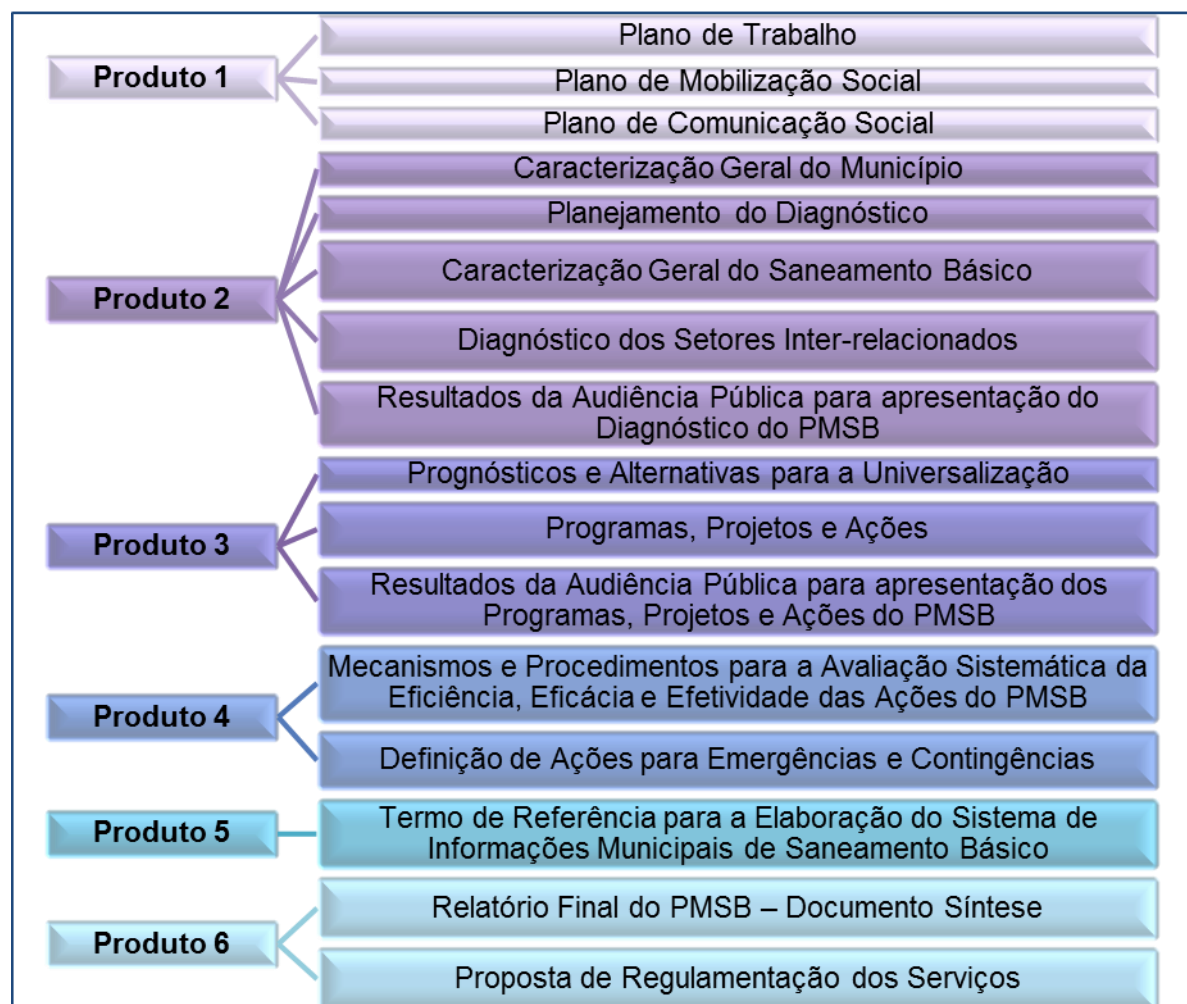 Produto 1
Plano de Trabalho
Plano de Mobilização Social
Plano de Comunicação Social
Produto 2
Caracterização Geral do Município
Planejamento do Diagnóstico
Caracterização Geral do Saneamento Básico
Diagnóstico dos Setores Inter-relacionados
Resultados da Audiência Pública para apresentação do
Diagnóstico do PMSB
Produto 3
Prognósticos e Alternativas para a Universalização
Programas, Projetos e Ações
Resultados da Audiência Pública para apresentação dos
Programas, Projetos e Ações do PMSB
Produto 4
Mecanismos e Procedimentos para a Avaliação Sistemática da
Eficiência, Eficácia e Efetividade das Ações do PMSB
Definição de Ações para Emergências e Contingências
Produto 5
Termo de Referência para a Elaboração do Sistema de
Informações Municipais de Saneamento Básico
Produto 6
Relatório Final do PMSB – Documento Síntese
Proposta de Regulamentação dos Serviços